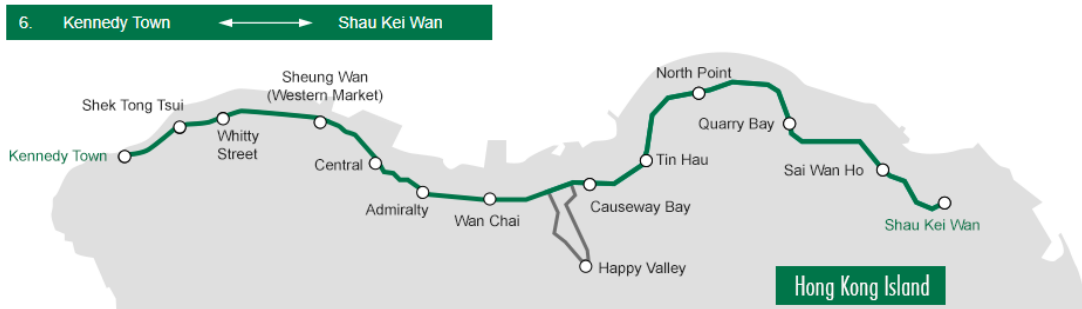 6. Kennedy Town Shau Kei Wan
Sheung Wan
(Western Market)
North Point
Shek Tong Tsui
Quarry Bay
Whitty
Street
Kennedy Town
Central
Tin Hau
Sai Wan Ho
Admiralty
Wan Chai
Causeway Bay
Shau Kei Wan
Happy Valley
Hong Kong Island